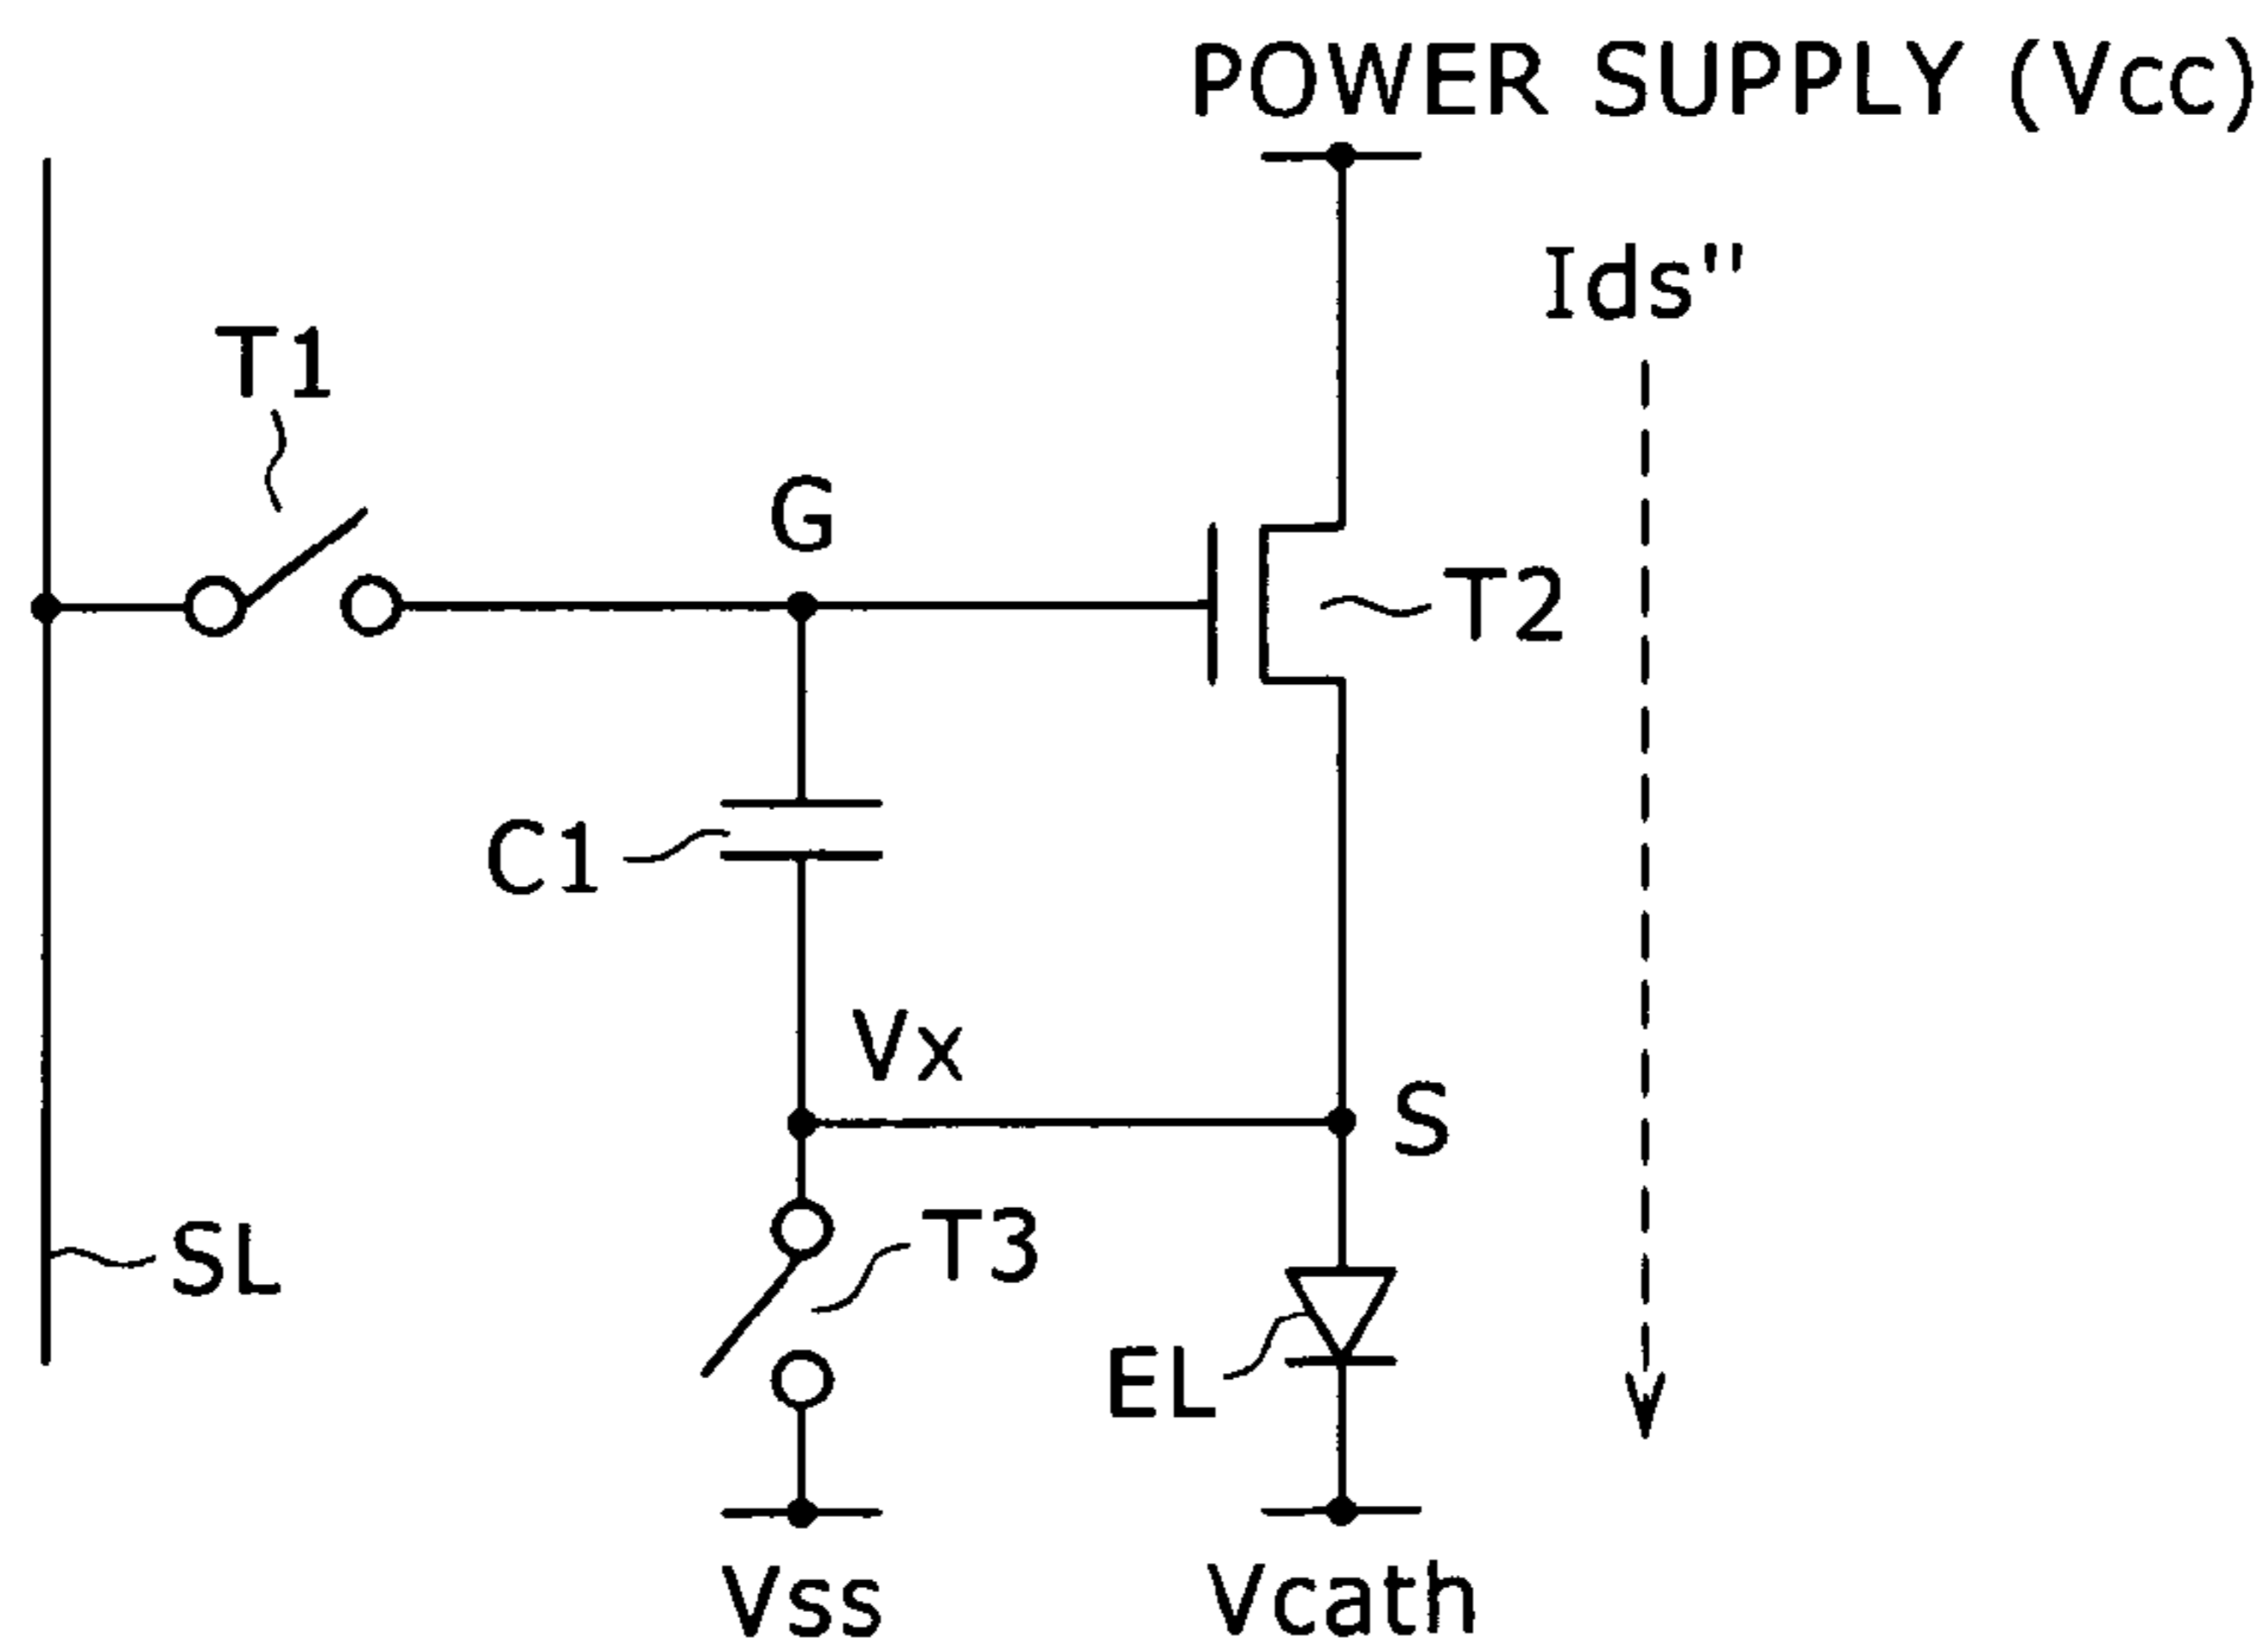 POWER SUPPLY (Vcc)
Ids"
T1
G
T2
C1
Vx
S
SL
T3
EL
Vss
Vcath